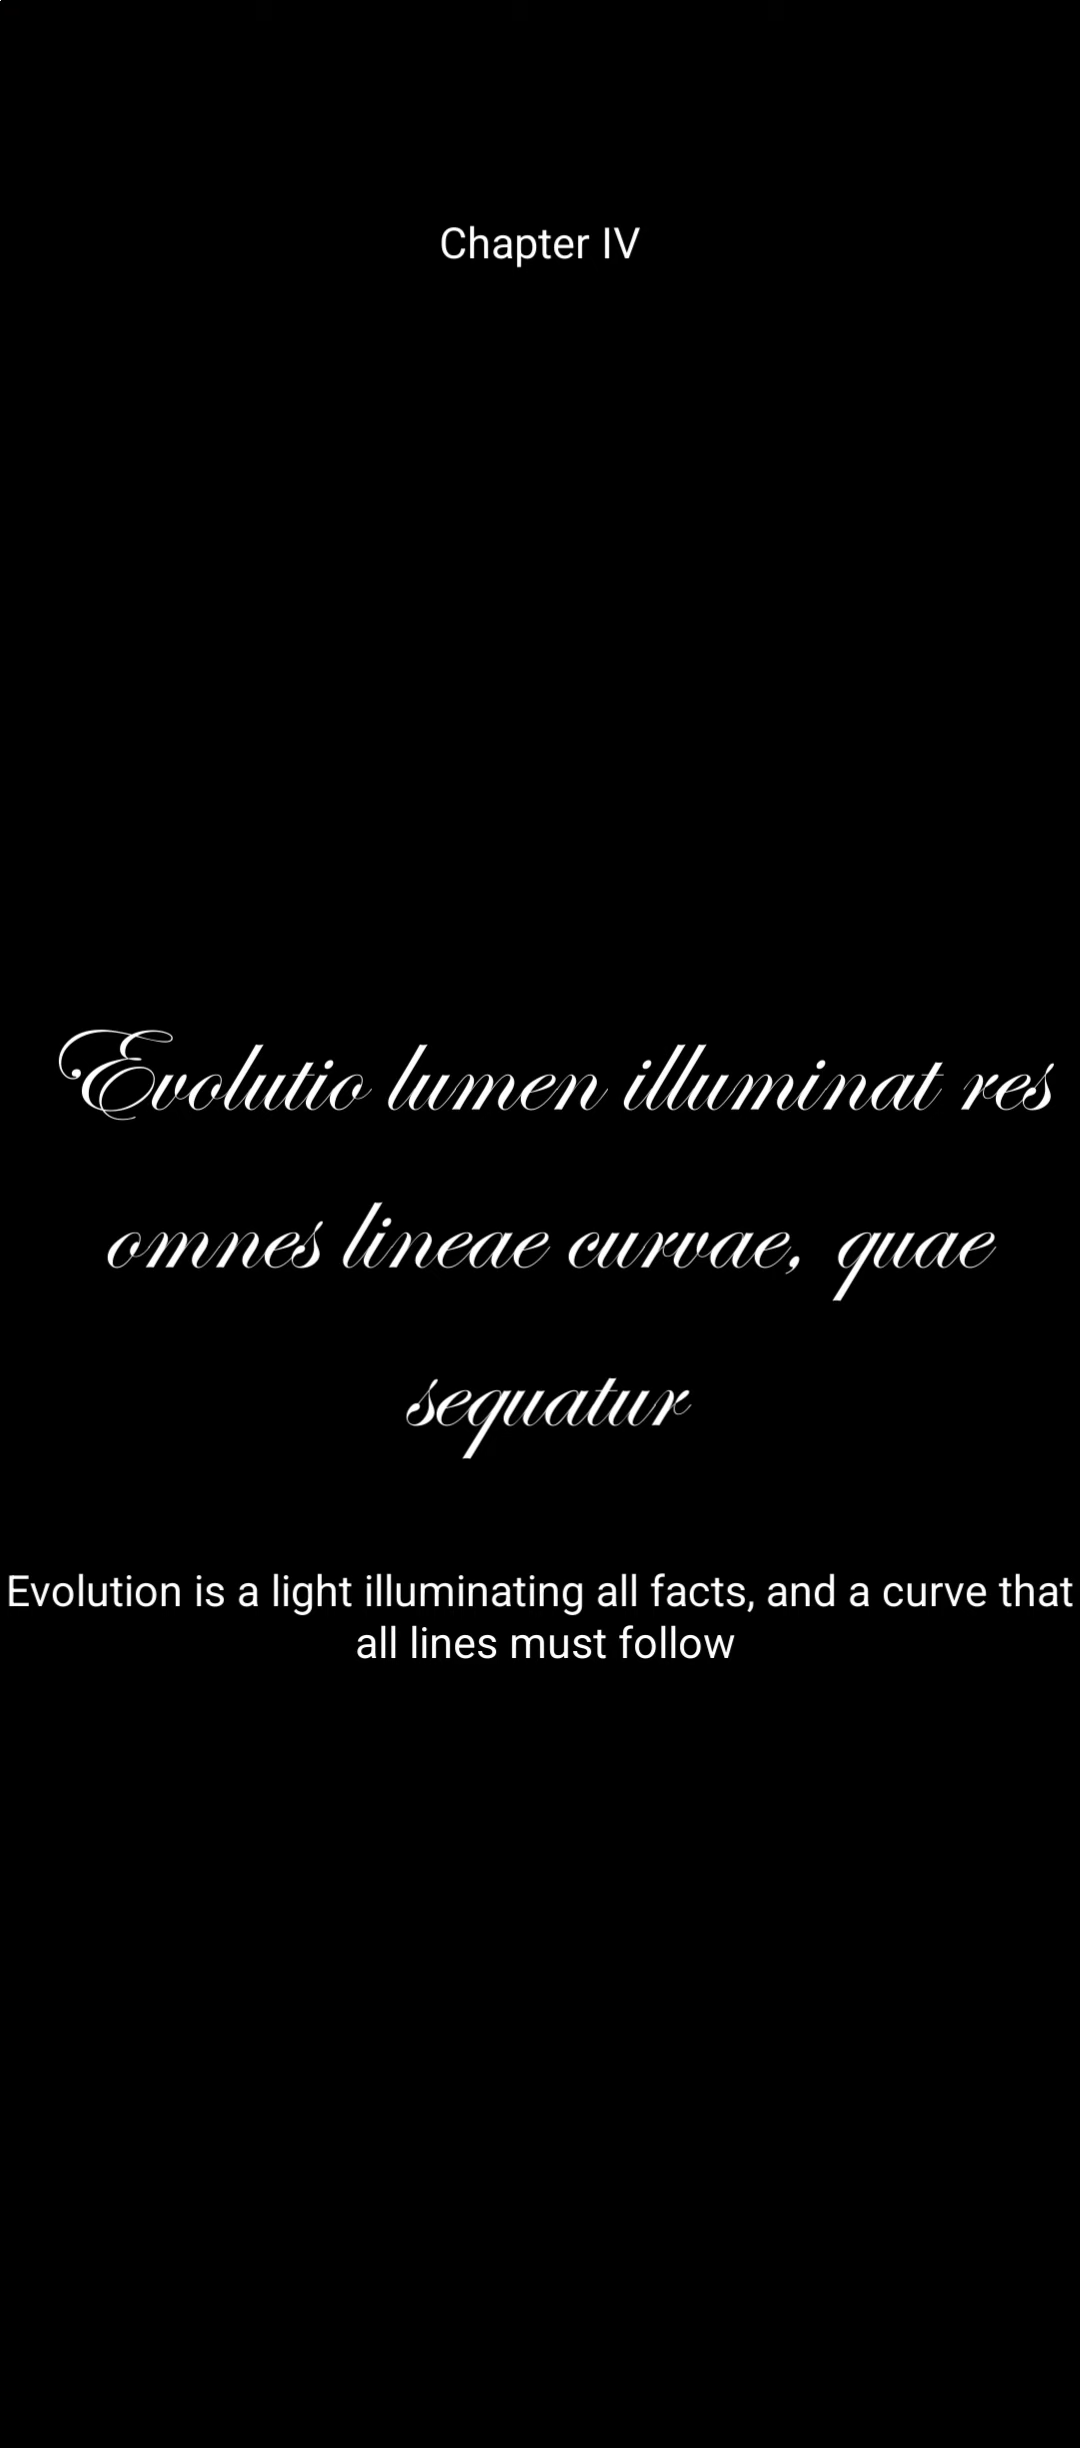 Chapter IV
Evolutio lumen illuminat res
omnes lineae curvae, quae
sequatur
Evolution is a light illuminating all facts, and a curve that
all lines must follow